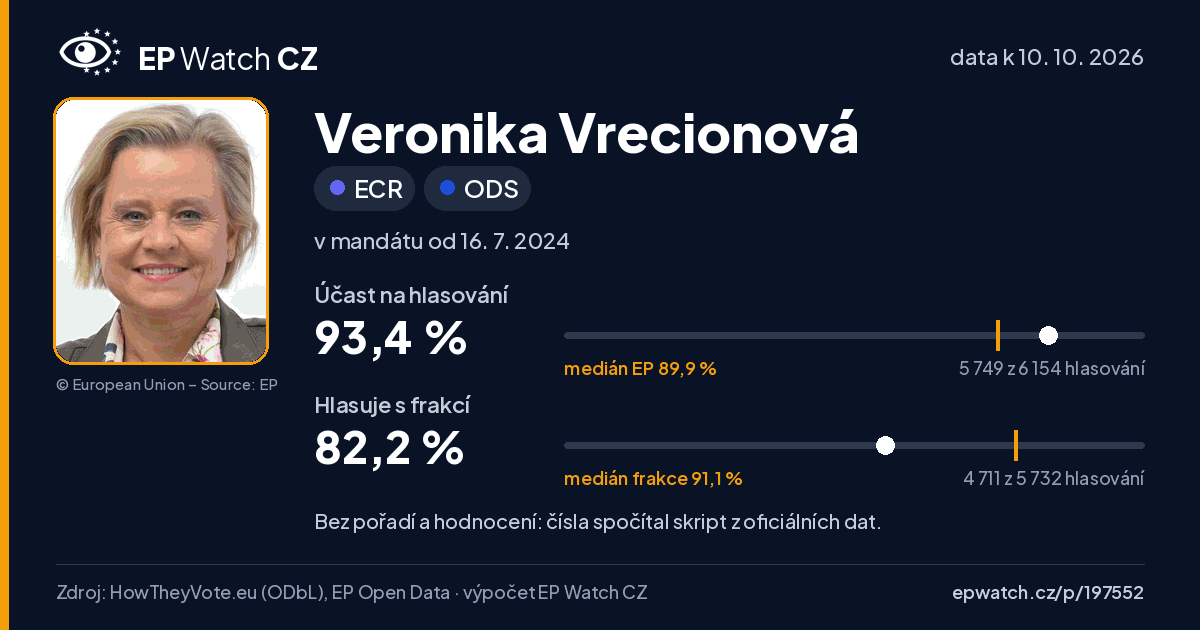 EP Watch CZ
data k 10. 10. 2026
Veronika Vrecionová
ECR
ODS
v mandátu od 16. 7. 2024
Účast na hlasování
93,4 %
medián EP 89,9 %
5 749 z 6 154 hlasování
© European Union – Source: EP
Hlasuje s frakcí
82,2 %
medián frakce 91,1 %
4 711 z 5 732 hlasování
Bez pořadí a hodnocení: čísla spočítal skript z oficiálních dat.
Zdroj: HowTheyVote.eu (ODbL), EP Open Data · výpočet EP Watch CZ
epwatch.cz/p/197552